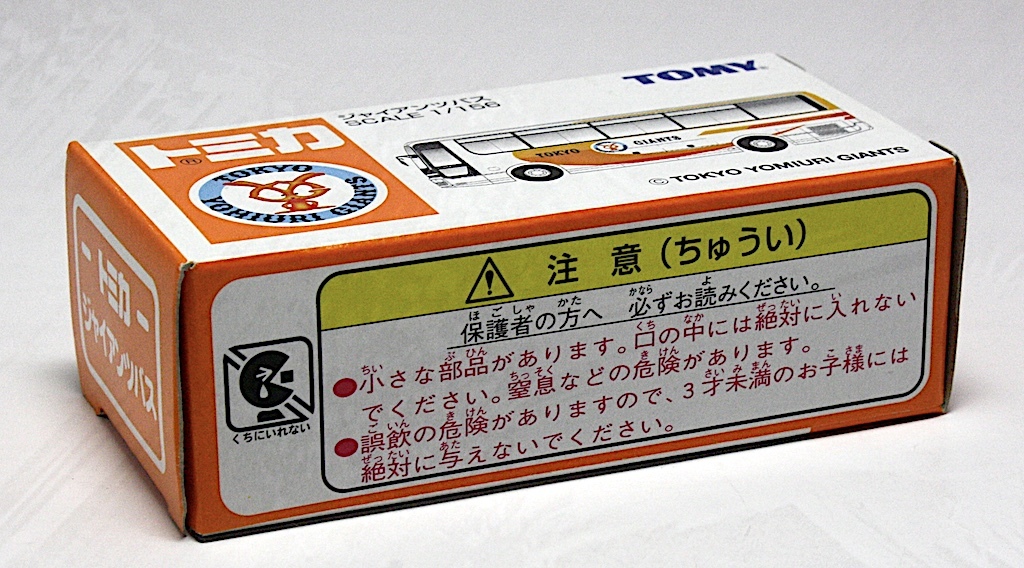 TOMY
ジャイアンツバス
SCALE 1/156
トミカ
®
TOKYO
YOMIURI GIANTS
TOKYO GIANTS
© TOKYO YOMIURI GIANTS
トミカ
ジャイアンツバス
注意(ちゅうい)
保護者の方へ 必ずお読みください。
●小さな部品があります。口の中には絶対に入れない
でください。窒息などの危険があります。
●誤飲の危険がありますので、3才未満のお子様には
絶対に与えないでください。
くちにいれない